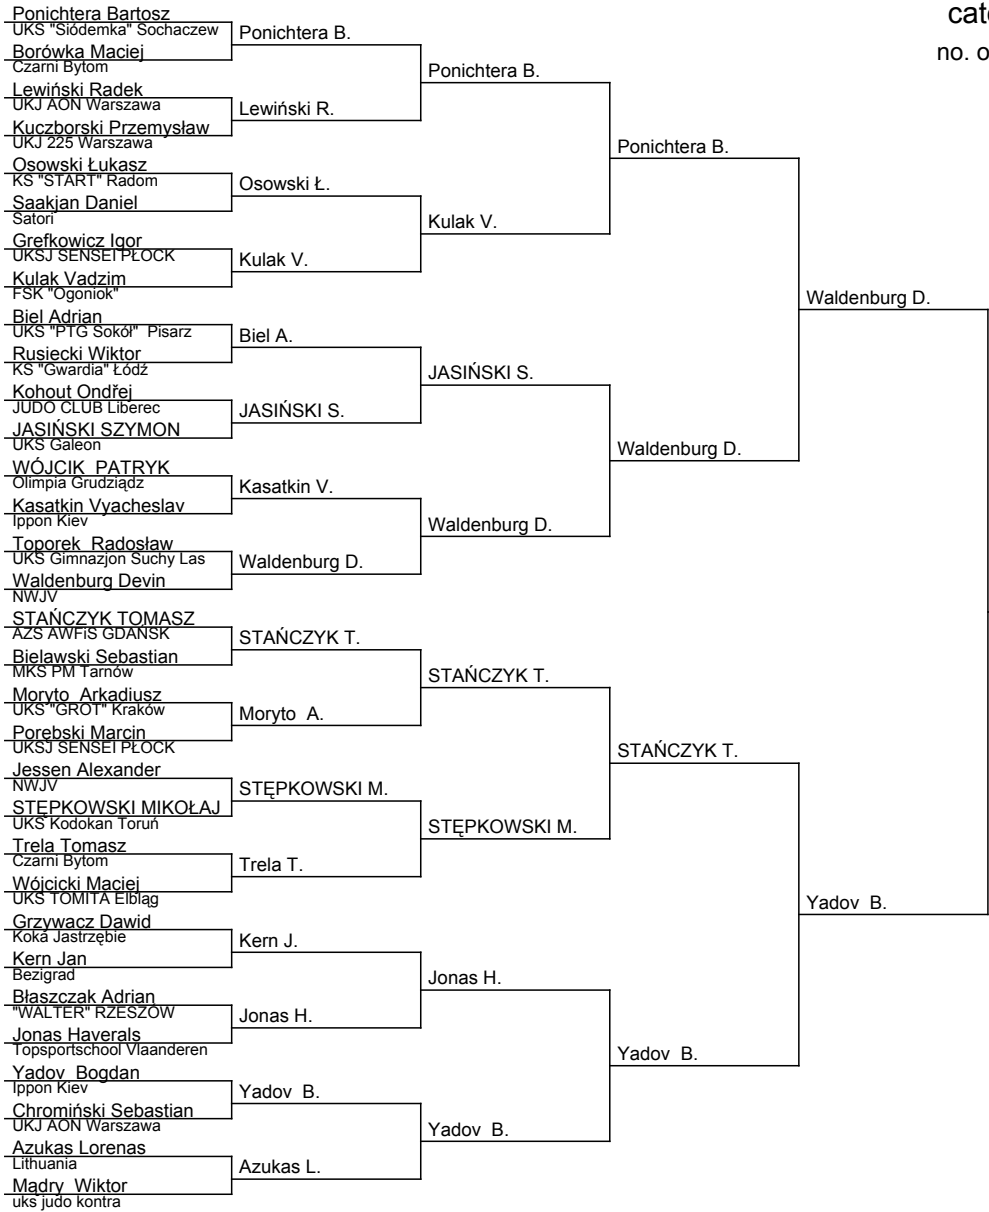 Ponichtera Bartosz
UKS "Siódemka" Sochaczew
Borówka Maciej
Czarni Bytom
Lewiński Radek
UKJ AON Warszawa
Kuczborski Przemysław
UKJ 225 Warszawa
Osowski Łukasz
KS "START" Radom
Saakjan Daniel
Satori
Grefkowicz Igor
UKSJ SENSEI PŁOCK
Kulak Vadzim
FSK "Ogoniok"
Biel Adrian
UKS "PTG Sokół" Pisarz
Rusiecki Wiktor
KS "Gwardia" Łódź
Kohout Ondřej
JUDO CLUB Liberec
JASIŃSKI SZYMON
UKS Galeon
WÓJCIK PATRYK
Olimpia Grudziądz
Kasatkin Vyacheslav
Ippon Kiev
Toporek Radosław
UKS Gimnazjon Suchy Las
Waldenburg Devin
NWJV
STAŃCZYK TOMASZ
AZS AWFiS GDAŃSK
Bielawski Sebastian
MKS PM Tarnów
Moryto Arkadiusz
UKS "GROT" Kraków
Porębski Marcin
UKSJ SENSEI PŁOCK
Jessen Alexander
NWJV
STĘPKOWSKI MIKOŁAJ
UKS Kodokan Toruń
Trela Tomasz
Czarni Bytom
Wójcicki Maciej
UKS TOMITA Elbląg
Grzywacz Dawid
Koka Jastrzębie
Kern Jan
Bezigrad
Błaszczak Adrian
"WALTER" RZESZÓW
Jonas Haverals
Topsportschool Vlaanderen
Yadov Bogdan
Ippon Kiev
Chromiński Sebastian
UKJ AON Warszawa
Azukas Lorenas
Lithuania
Mądry Wiktor
uks judo kontra
Ponichtera B.
Lewiński R.
Osowski Ł.
Kulak V.
Biel A.
JASIŃSKI S.
Kasatkin V.
Waldenburg D.
STAŃCZYK T.
Moryto A.
STĘPKOWSKI M.
Trela T.
Kern J.
Jonas H.
Yadov B.
Azukas L.
Ponichtera B.
Kulak V.
JASIŃSKI S.
Waldenburg D.
STAŃCZYK T.
STĘPKOWSKI M.
Jonas H.
Yadov B.
Ponichtera B.
Waldenburg D.
STAŃCZYK T.
Yadov B.
Waldenburg D.
Yadov B.
no.